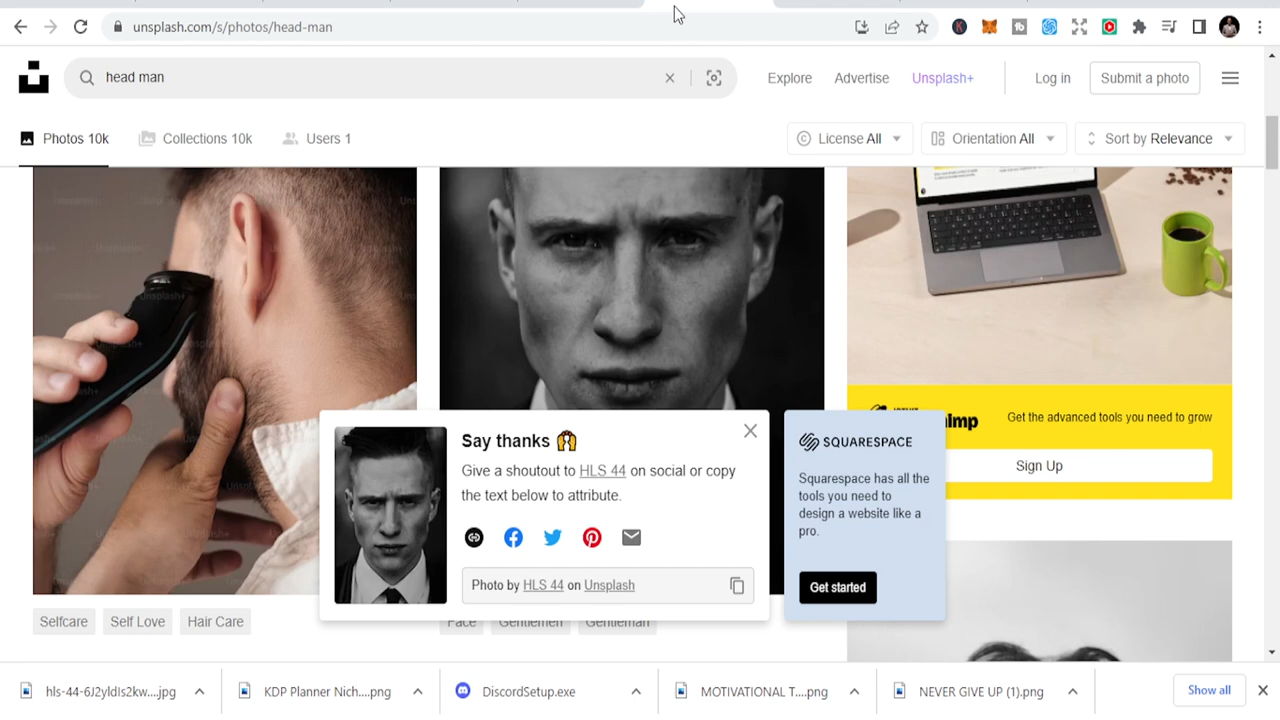 unsplash.com/s/photos/head-man
head man
Explore
Advertise
Unsplash+
Log in
Submit a photo
Photos 10k
Collections 10k
Users 1
License All
Orientation All
Sort by Relevance
Unsplash+
Get the advanced tools you need to grow
Sign Up
Say thanks 🙌
Give a shoutout to HLS 44 on social or copy
the text below to attribute.
Photo by HLS 44 on Unsplash
SQUARESPACE
Squarespace has all the
tools you need to
design a website like a
pro.
Get started
Selfcare
Self Love
Hair Care
Face
Gentlemen
Gentleman
KDP Planner Nich....png
DiscordSetup.exe
MOTIVATIONAL T....png
NEVER GIVE UP (1).png
Show all